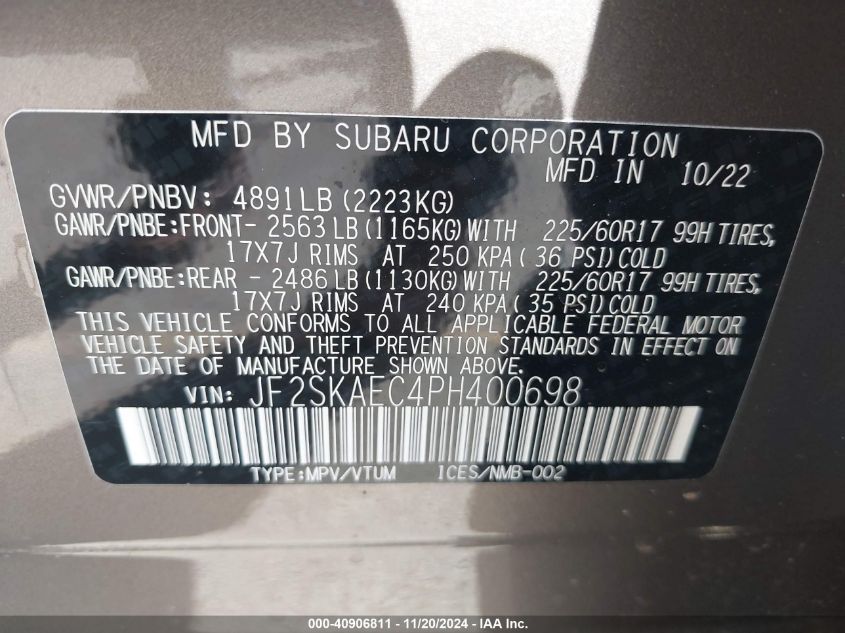 MFD BY SUBARU CORPORATION
MFD IN 10/22
GVWR/PNBV: 4891LB (2223KG)
GAWR/PNBE:FRONT- 2563LB(1165KG)WITH 225/60R17 99H TIRES,
17X7J RIMS AT 250 KPA( 36 PSI)COLD
GAWR/PNBE:REAR - 2486LB(1130KG)WITH 225/60R17 99H TIRES,
17X7J RIMS AT 240 KPA( 35 PSI)COLD
THIS VEHICLE CONFORMS TO ALL APPLICABLE FEDERAL MOTOR
VEHICLE SAFETY AND THEFT PREVENTION STANDARDS IN EFFECT ON
THE DATE OF MANUFACTURE SHOWN ABOVE.
VIN: JF2SKAEC4PH400698
TYPE:MPV/VTUM ICES/NMB-002
000-40906811 - 11/20/2024 - IAA Inc.